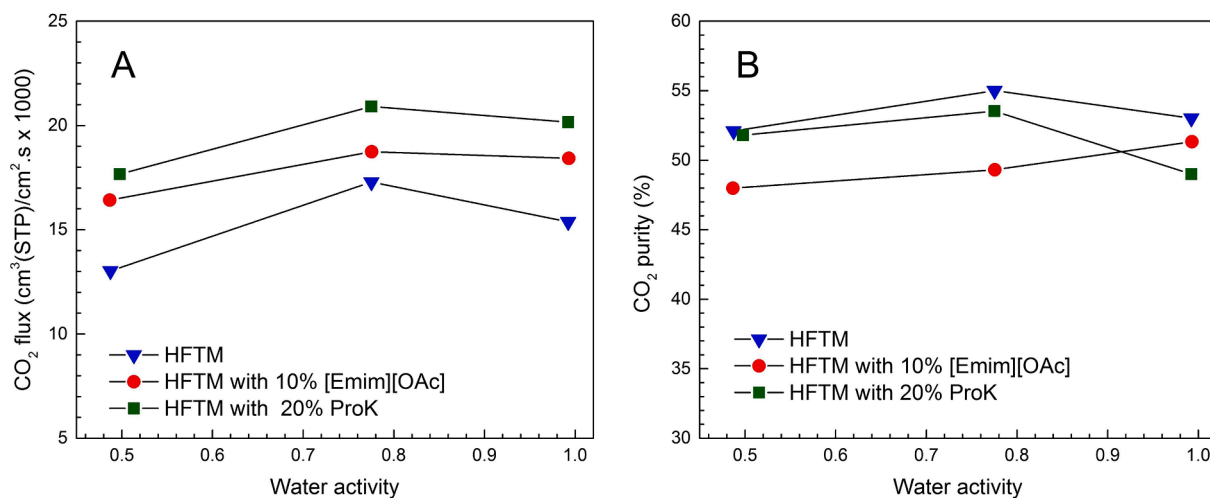 A
CO₂ flux (cm³(STP)/cm².s x 1000)
25
20
15
10
5
HFTM
HFTM with 10% [Emim][OAc]
HFTM with 20% ProK
0.5 0.6 0.7 0.8 0.9 1.0
Water activity
B
CO₂ purity (%)
60
55
50
45
40
35
30
HFTM
HFTM with 10% [Emim][OAc]
HFTM with 20% ProK
0.5 0.6 0.7 0.8 0.9 1.0
Water activity